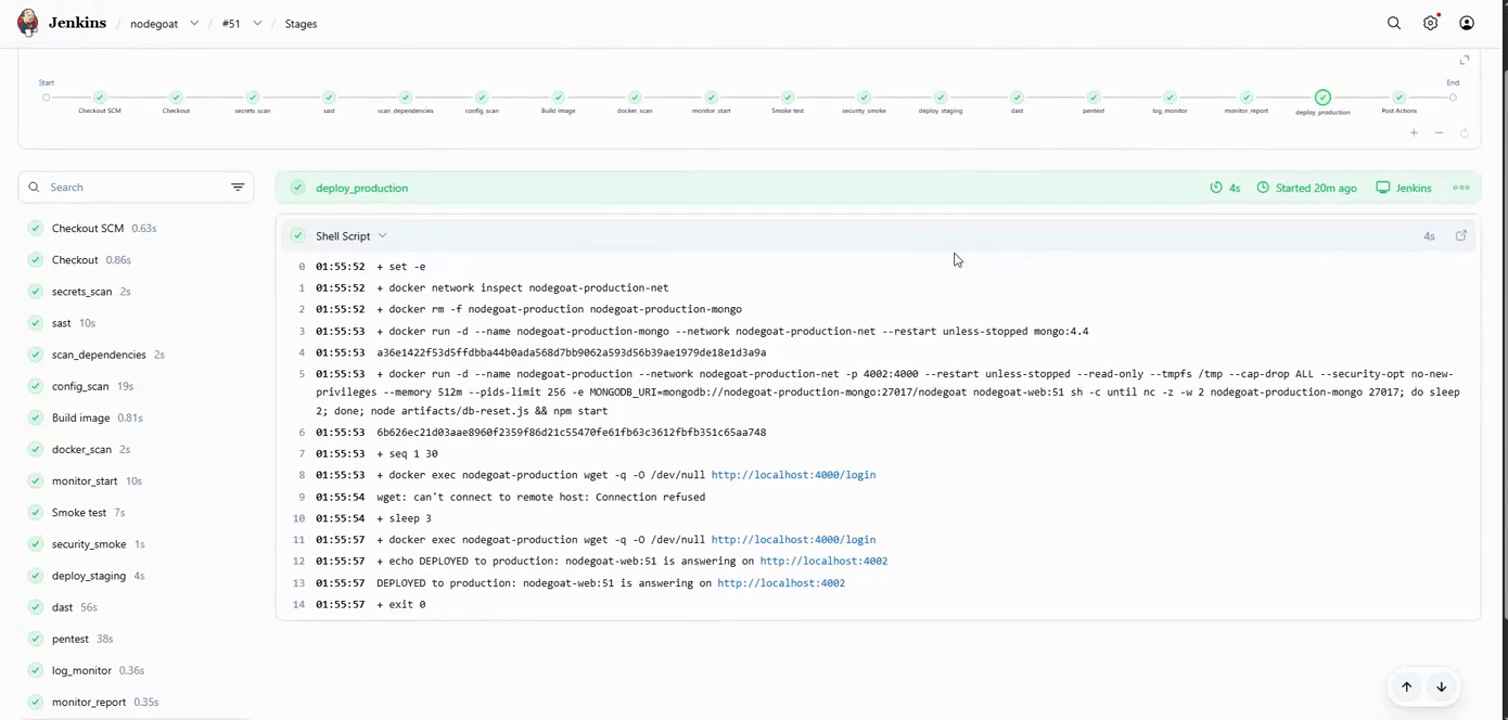 Jenkins / nodegoat / #51 / Stages
Start
End
Checkout SCM
Checkout
secrets_scan
sast
scan_dependencies
config_scan
Build image
docker_scan
monitor_start
Smoke test
security_smoke
deploy_staging
dast
pentest
log_monitor
monitor_report
deploy_production
Post Actions
Search
Checkout SCM 0.63s
Checkout 0.86s
secrets_scan 2s
sast 10s
scan_dependencies 2s
config_scan 19s
Build image 0.81s
docker_scan 2s
monitor_start 10s
Smoke test 7s
security_smoke 1s
deploy_staging 4s
dast 56s
pentest 38s
log_monitor 0.36s
monitor_report 0.35s
deploy_production 4s Started 20m ago Jenkins
Shell Script 4s
0 01:55:52 + set -e
1 01:55:52 + docker network inspect nodegoat-production-net
2 01:55:52 + docker rm -f nodegoat-production nodegoat-production-mongo
3 01:55:53 + docker run -d --name nodegoat-production-mongo --network nodegoat-production-net --restart unless-stopped mongo:4.4
4 01:55:53 a36e1422f53d5ffdbba44b0ada568d7bb9062a593d56b39ae1979de18e1d3a9a
5 01:55:53 + docker run -d --name nodegoat-production --network nodegoat-production-net -p 4002:4000 --restart unless-stopped --read-only --tmpfs /tmp --cap-drop ALL --security-opt no-new-
privileges --memory 512m --pids-limit 256 -e MONGODB_URI=mongodb://nodegoat-production-mongo:27017/nodegoat nodegoat-web:51 sh -c until nc -z -w 2 nodegoat-production-mongo 27017; do sleep
2; done; node artifacts/db-reset.js && npm start
6 01:55:53 6b626ec21d03aae8960f2359f86d21c55470fe61fb63c3612fbfb351c65aa748
7 01:55:53 + seq 1 30
8 01:55:53 + docker exec nodegoat-production wget -q -O /dev/null http://localhost:4000/login
9 01:55:54 wget: can't connect to remote host: Connection refused
10 01:55:54 + sleep 3
11 01:55:57 + docker exec nodegoat-production wget -q -O /dev/null http://localhost:4000/login
12 01:55:57 + echo DEPLOYED to production: nodegoat-web:51 is answering on http://localhost:4002
13 01:55:57 DEPLOYED to production: nodegoat-web:51 is answering on http://localhost:4002
14 01:55:57 + exit 0